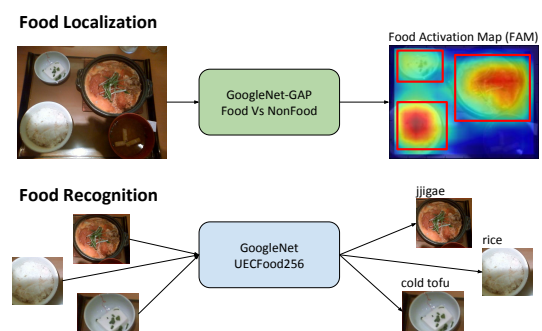 Food Localization
Food Activation Map (FAM)
GoogleNet-GAP
Food Vs NonFood
Food Recognition
jjigae
GoogleNet
UECFood256
rice
cold tofu